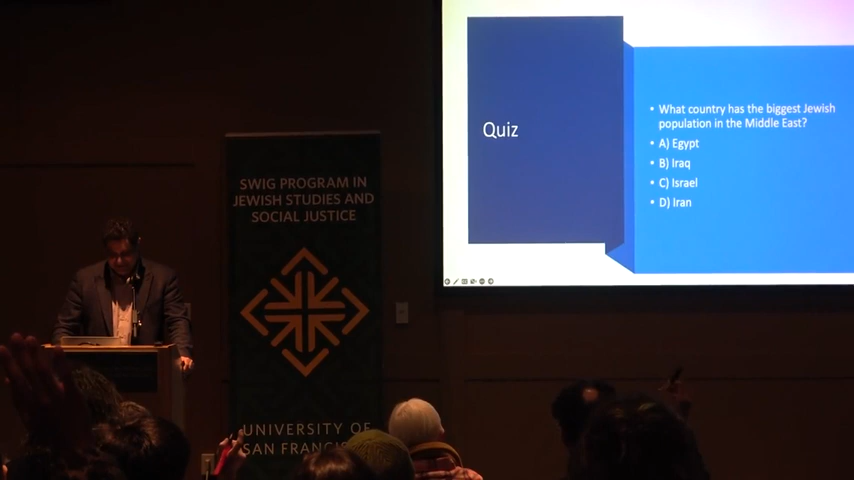 Quiz
• What country has the biggest Jewish
population in the Middle East?
• A) Egypt
• B) Iraq
• C) Israel
• D) Iran
SWIG PROGRAM IN
JEWISH STUDIES AND
SOCIAL JUSTICE
UNIVERSITY OF
SAN FRANCISCO